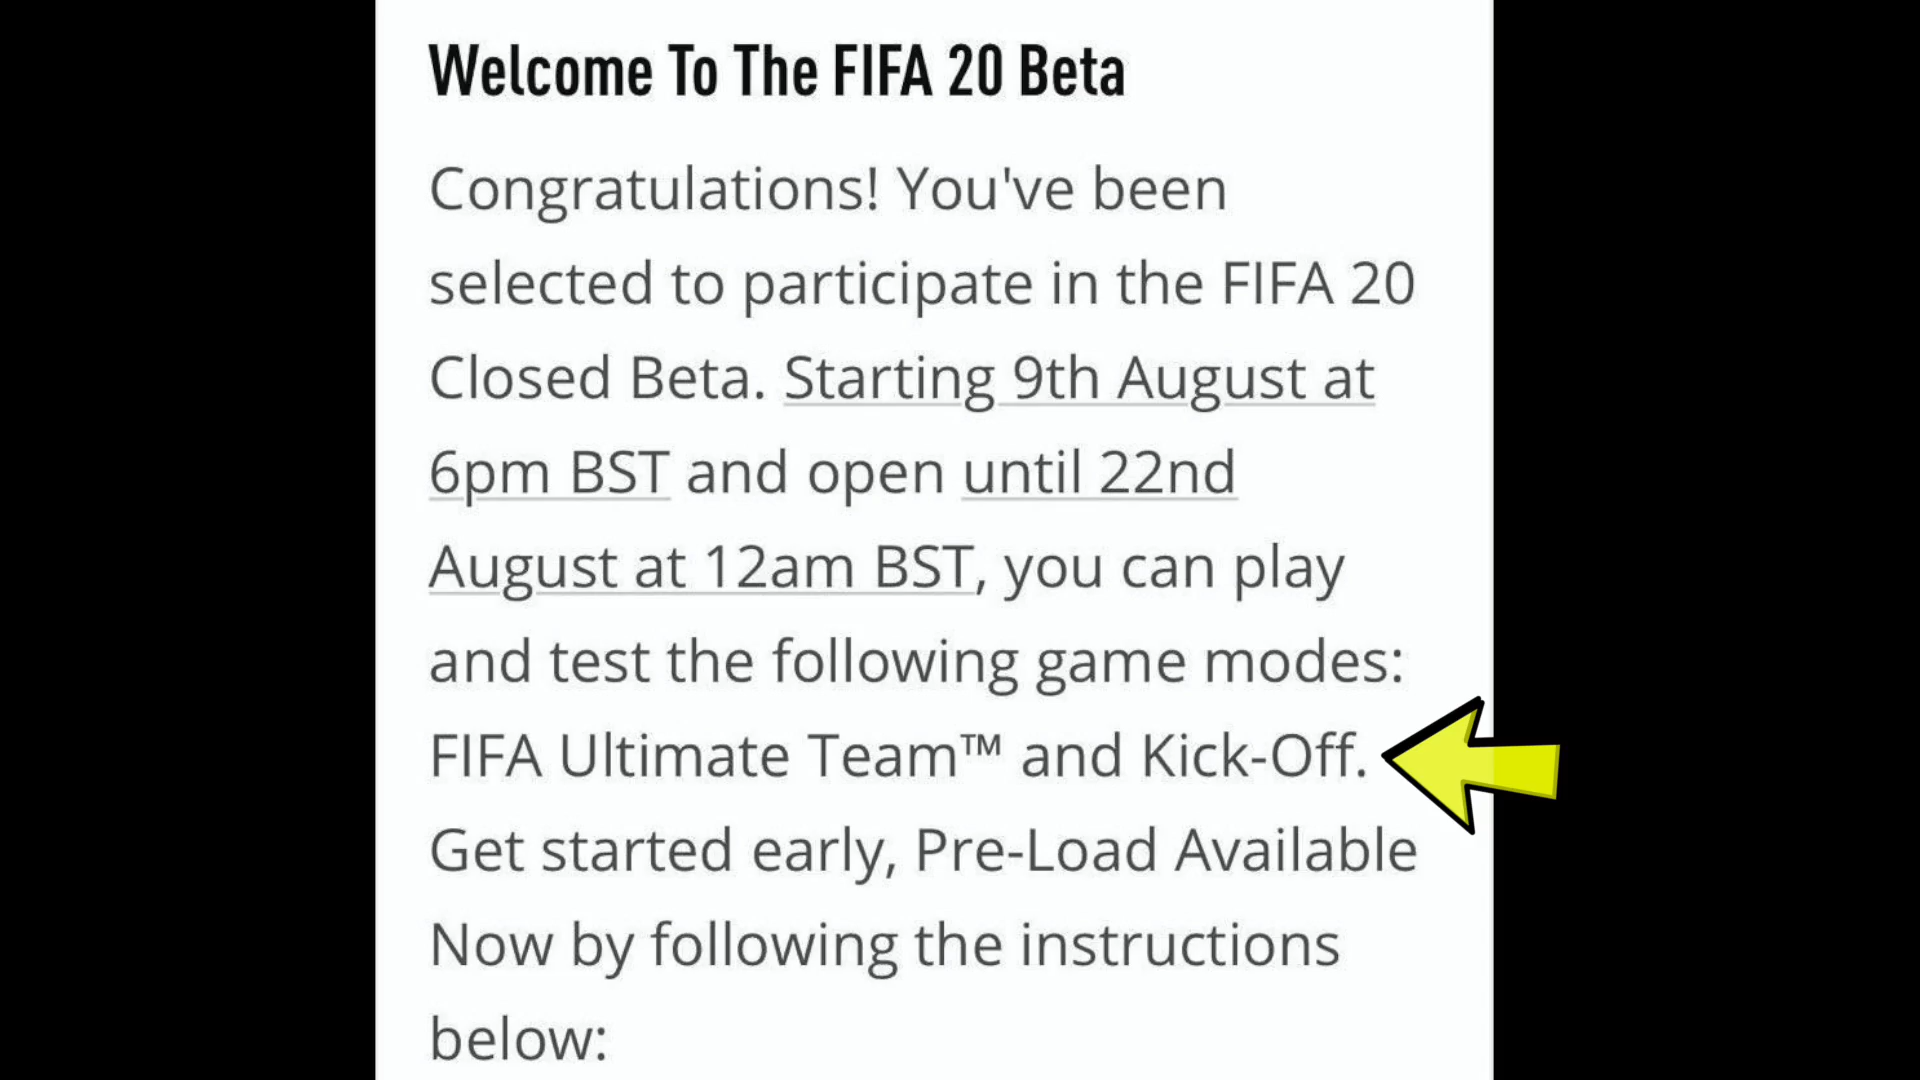 Welcome To The FIFA 20 Beta
Congratulations! You've been
selected to participate in the FIFA 20
Closed Beta. Starting 9th August at
6pm BST and open until 22nd
August at 12am BST, you can play
and test the following game modes:
FIFA Ultimate Team™ and Kick-Off.
Get started early, Pre-Load Available
Now by following the instructions
below: